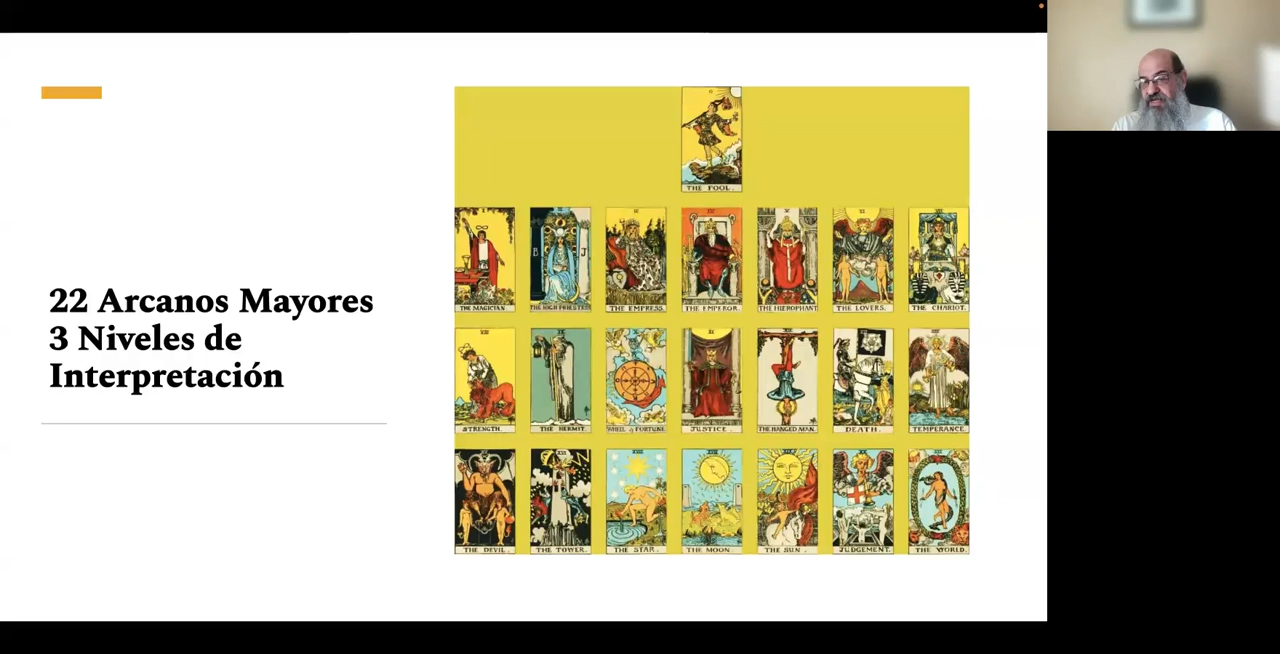 22 Arcanos Mayores
3 Niveles de
Interpretación
THE FOOL.
THE MAGICIAN.
THE HIGH PRIESTESS
THE EMPRESS.
THE EMPEROR.
THE HIEROPHANT
THE LOVERS.
THE CHARIOT.
B J
STRENGTH.
THE HERMIT.
WHEEL of FORTUNE.
JUSTICE.
THE HANGED MAN.
DEATH.
TEMPERANCE.
THE DEVIL.
THE TOWER.
THE STAR.
THE MOON
THE SUN.
JUDGEMENT.
THE WORLD.